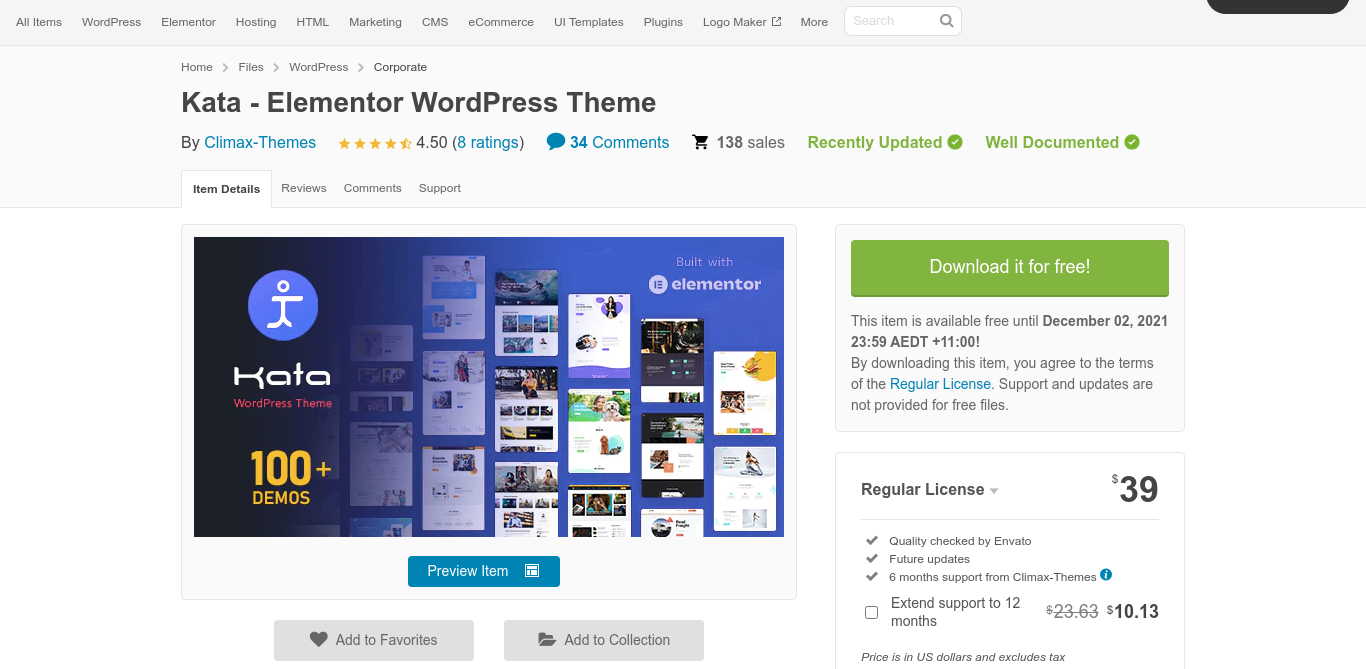 All Items WordPress Elementor Hosting HTML Marketing CMS eCommerce UI Templates Plugins Logo Maker More Search
Home Files WordPress Corporate
Kata - Elementor WordPress Theme
By Climax-Themes 4.50 (8 ratings) 34 Comments 138 sales Recently Updated Well Documented
Item Details Reviews Comments Support
Built with
elementor
Kata
WordPress Theme
100+
DEMOS
Preview Item
Add to Favorites Add to Collection
Download it for free!
This item is available free until December 02, 2021
23:59 AEDT +11:00!
By downloading this item, you agree to the terms
of the Regular License. Support and updates are
not provided for free files.
Regular License $39
Quality checked by Envato
Future updates
6 months support from Climax-Themes
Extend support to 12
months $23.63 $10.13
Price is in US dollars and excludes tax